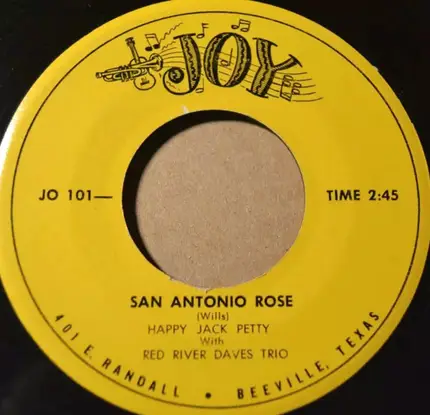 JOY
JO 101—
TIME 2:45
SAN ANTONIO ROSE
(Wills)
HAPPY JACK PETTY
With
RED RIVER DAVES TRIO
401 E. RANDALL • BEEVILLE, TEXAS